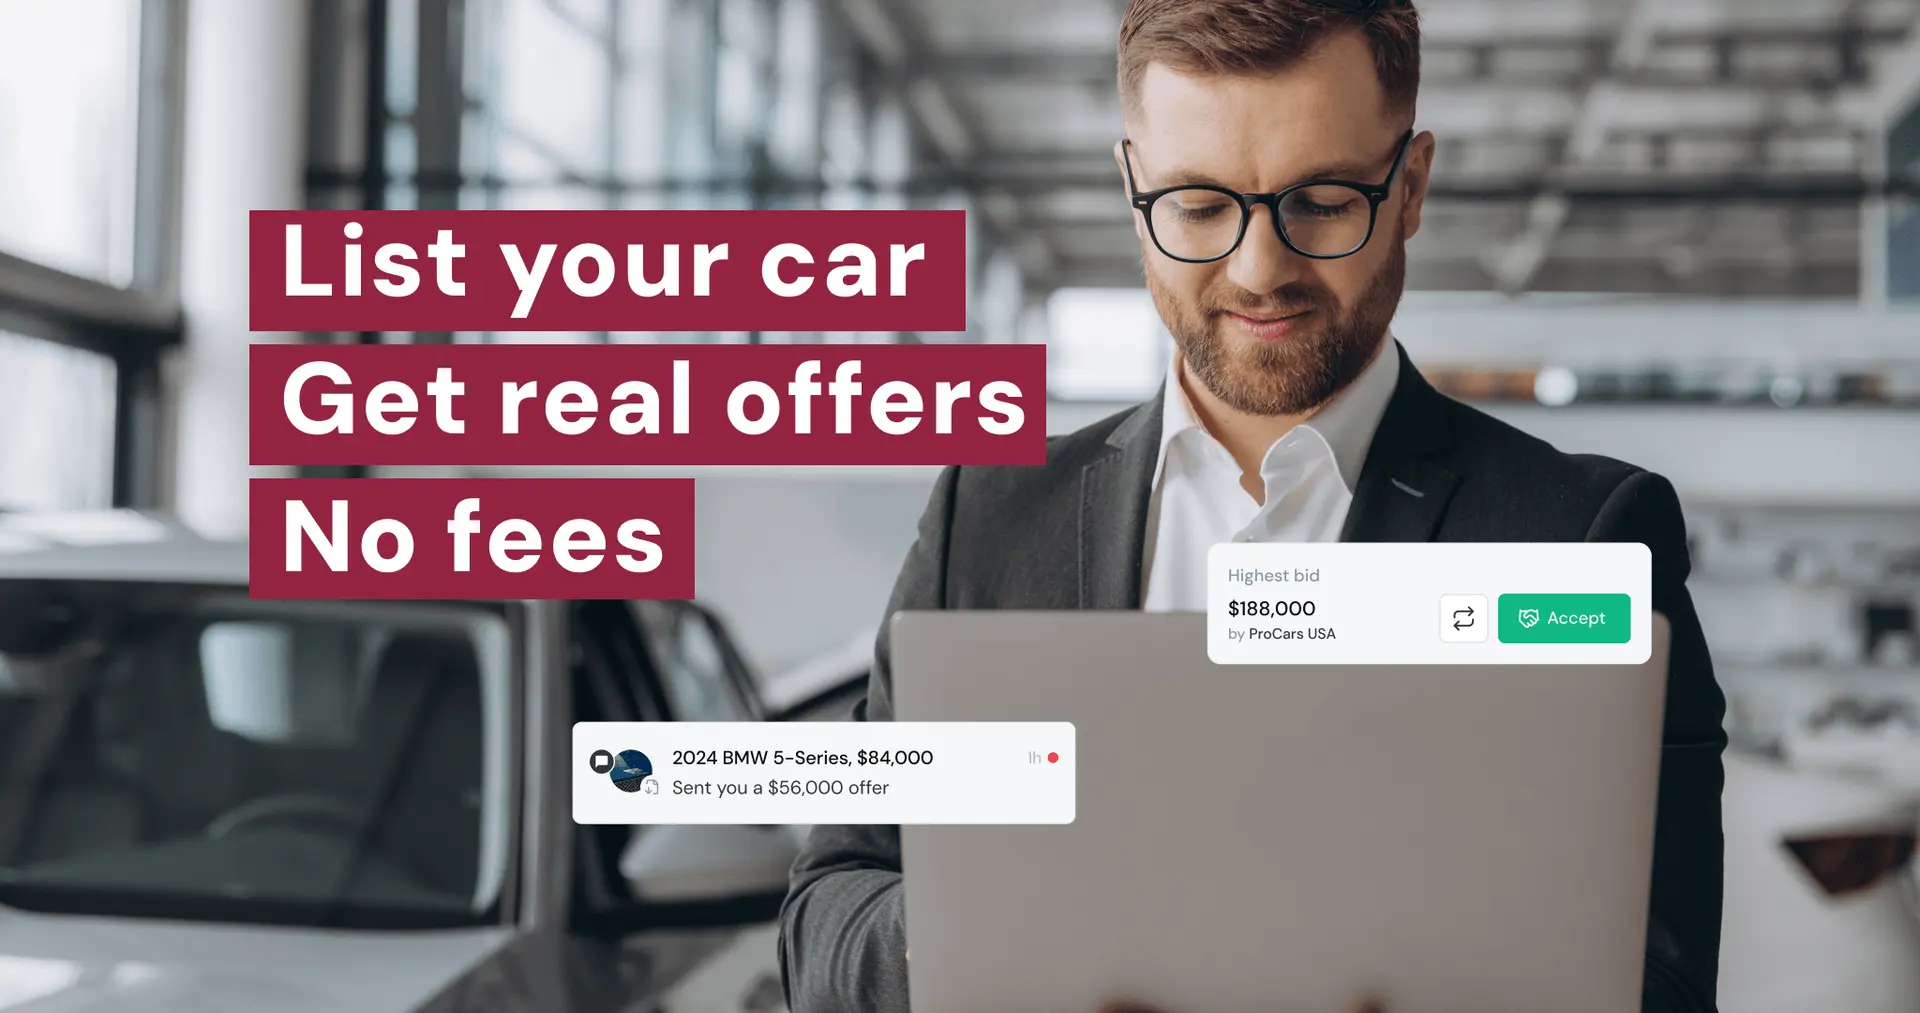 List your car
Get real offers
No fees
Highest bid
$188,000
by ProCars USA
Accept
2024 BMW 5-Series, $84,000
1h
Sent you a $56,000 offer